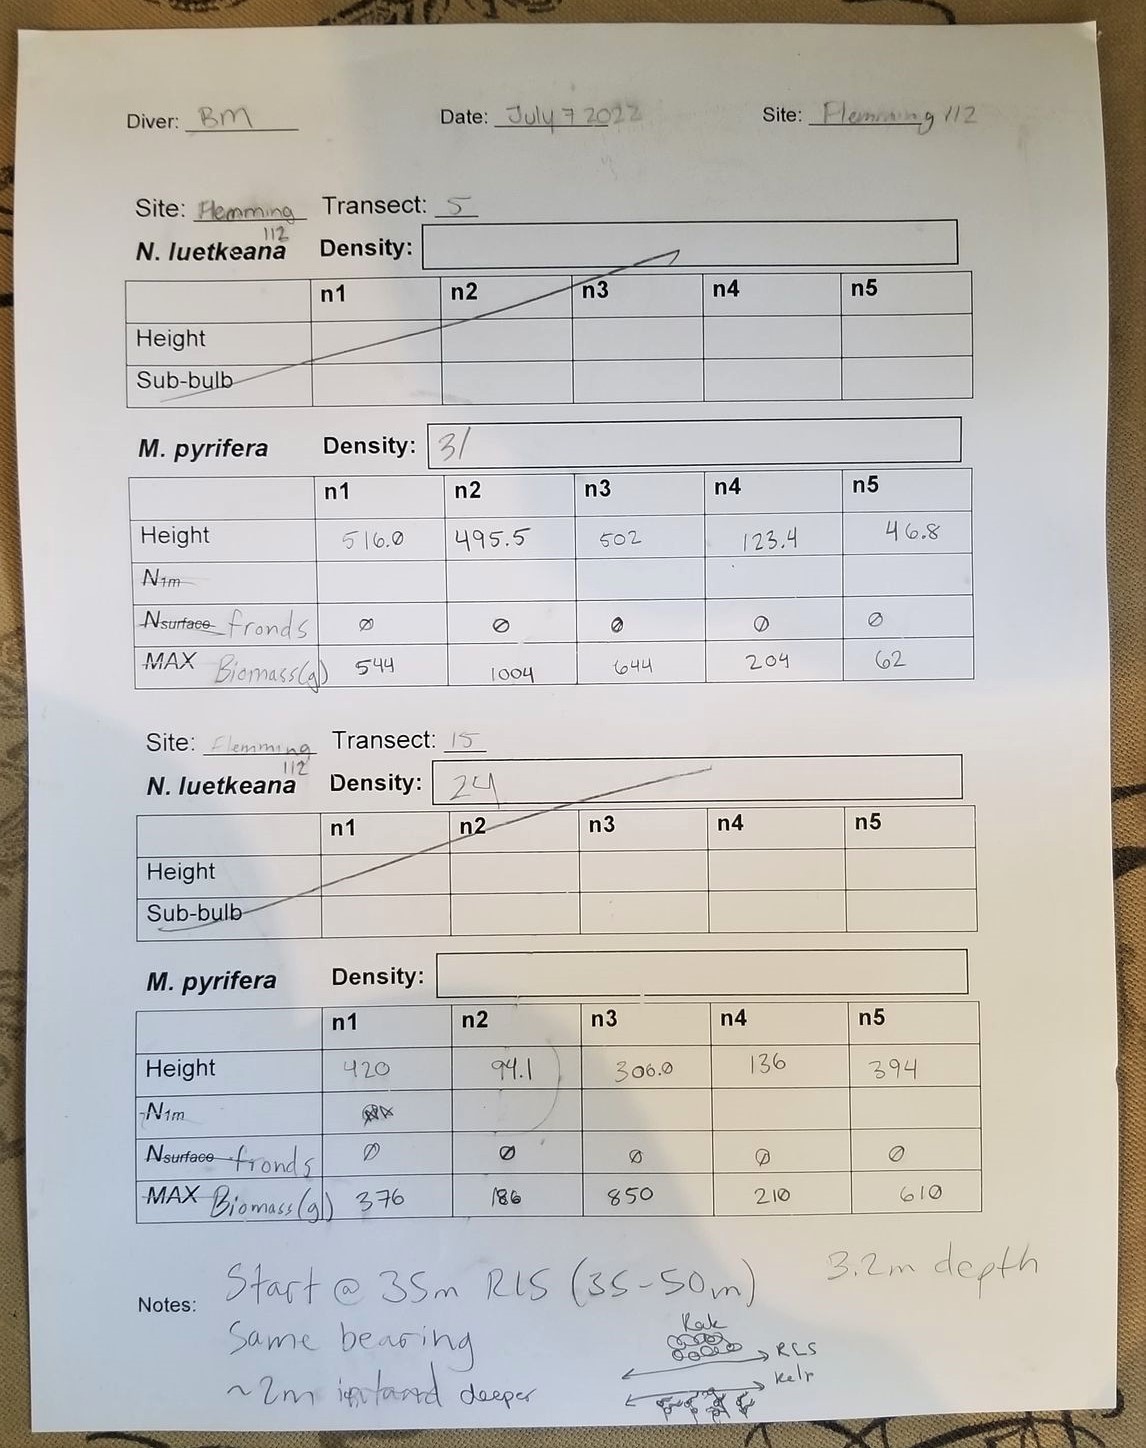 Diver: BM Date: July 7 2022 Site: Flemming 112
Site: Flemming 112 Transect: 5
N. luetkeana Density:
n1 n2 n3 n4 n5
Height
Sub-bulb
M. pyrifera Density: 31
n1 n2 n3 n4 n5
Height 516.0 495.5 502 123.4 46.8
N1m
Nsurface fronds Ø Ø Ø Ø Ø
MAX Biomass(g) 544 1004 644 204 62
Site: Flemming 112 Transect: 15
N. luetkeana Density: 24
n1 n2 n3 n4 n5
Height
Sub-bulb
M. pyrifera Density:
n1 n2 n3 n4 n5
Height 420 94.1 306.0 136 394
N1m
Nsurface fronds Ø Ø Ø Ø Ø
MAX Biomass(g) 376 186 850 210 610
Notes: Start @ 35m RLS (35-50m) 3.2m depth
Same bearing
~2m deeper
RLS
Kelp